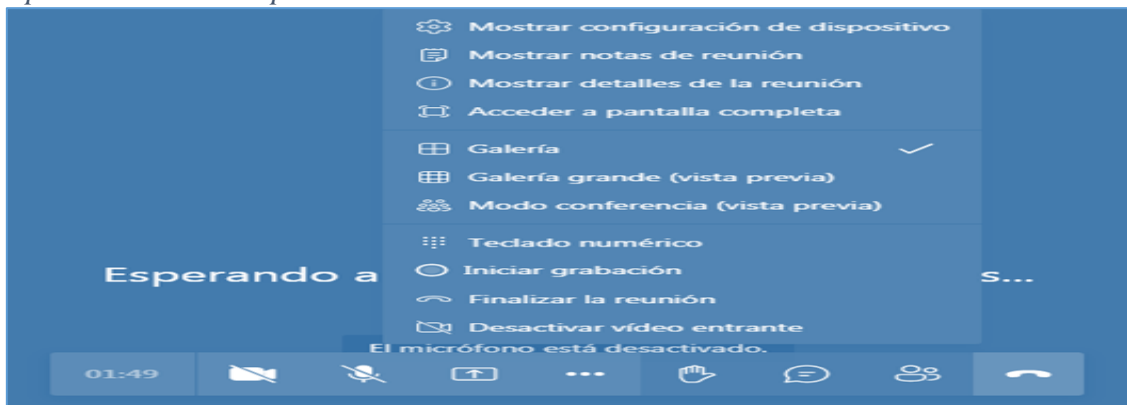 Mostrar configuración de dispositivo
Mostrar notas de reunión
Mostrar detalles de la reunión
Acceder a pantalla completa
Galería
Galería grande (vista previa)
Modo conferencia (vista previa)
Teclado numérico
Esperando a s...
Iniciar grabación
Finalizar la reunión
Desactivar vídeo entrante
El micrófono está desactivado.
01:49